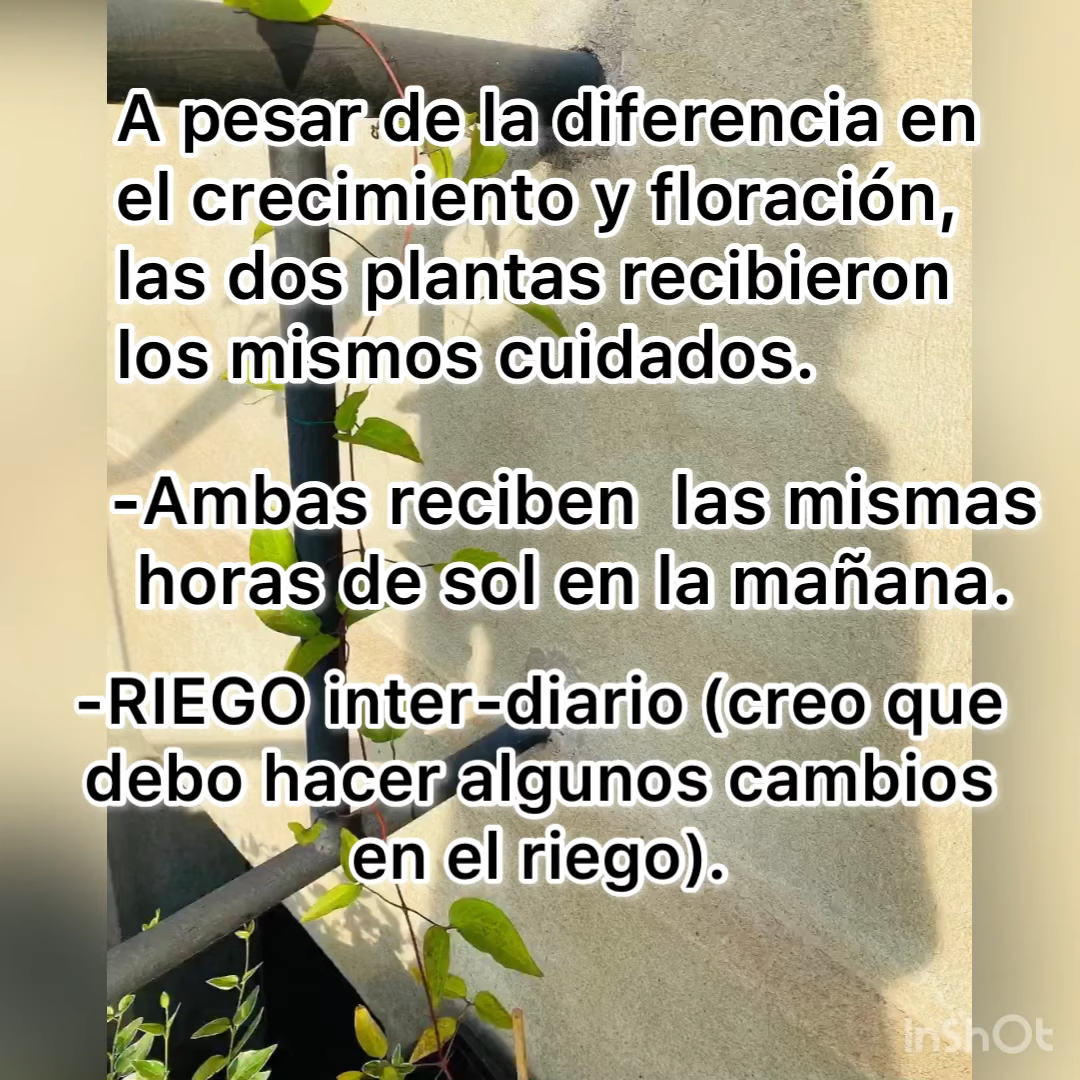 A pesar de la diferencia en
el crecimiento y floración,
las dos plantas recibieron
los mismos cuidados.
-Ambas reciben las mismas
horas de sol en la mañana.
-RIEGO inter-diario (creo que
debo hacer algunos cambios
en el riego).
InShOt